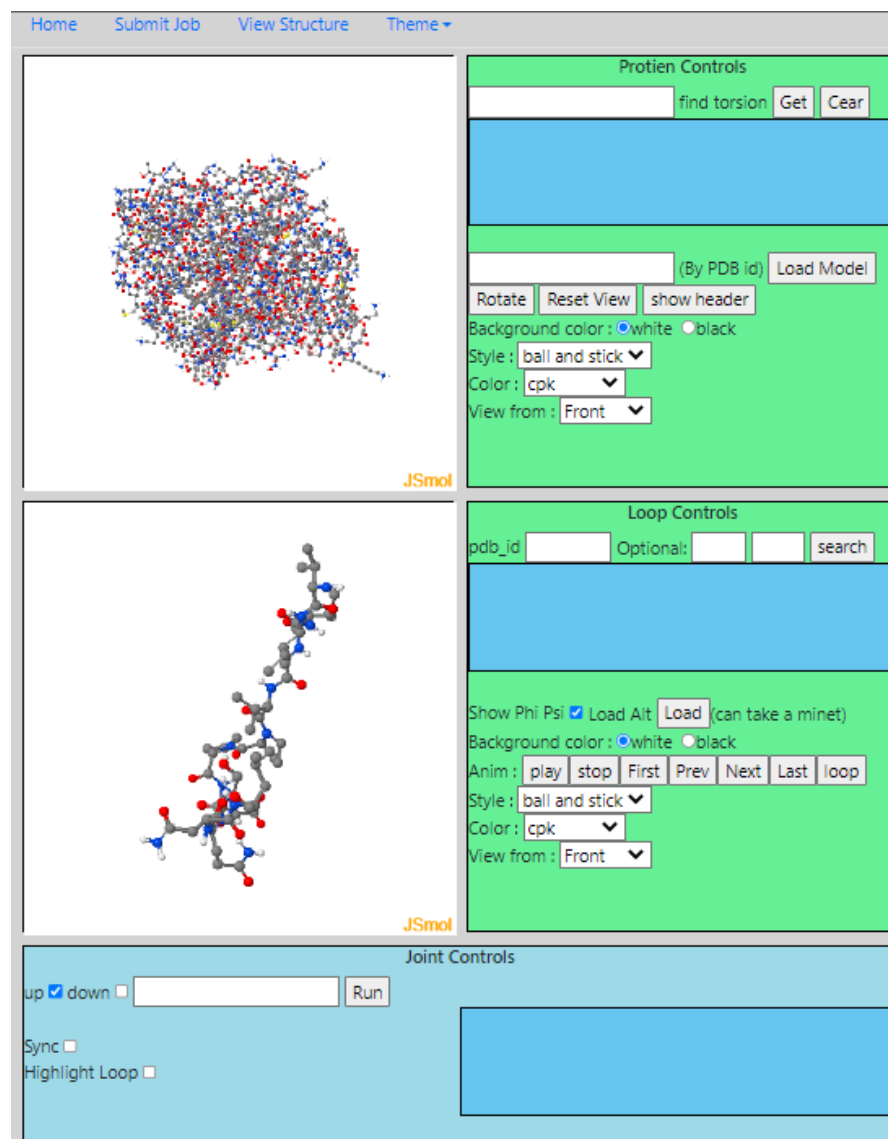 Home Submit Job View Structure Theme
Protien Controls
find torsion Get Cear
(By PDB id) Load Model
Rotate Reset View show header
Background color : white black
Style : ball and stick
Color : cpk
View from : Front
JSmol
Loop Controls
pdb_id Optional: search
Show Phi Psi Load Alt Load (can take a minet)
Background color : white black
Anim : play stop First Prev Next Last loop
Style : ball and stick
Color : cpk
View from : Front
JSmol
Joint Controls
up down Run
Sync
Highlight Loop